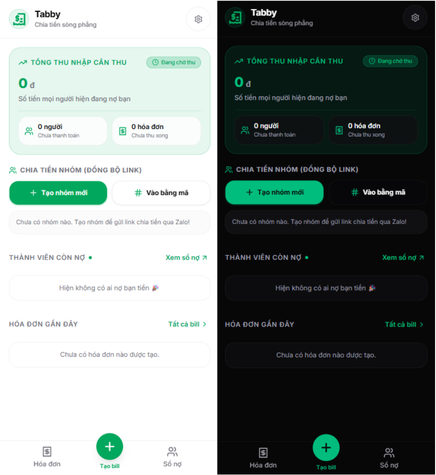 Tabby
Chia tiền sòng phẳng
TỔNG THU NHẬP CẦN THU
Đang chờ thu
0 đ
Số tiền mọi người hiện đang nợ bạn
0 người
Chưa thanh toán
0 hóa đơn
Chưa thu xong
CHIA TIỀN NHÓM (ĐỒNG BỘ LINK)
+ Tạo nhóm mới
# Vào bằng mã
Chưa có nhóm nào. Tạo nhóm để gửi link chia tiền qua Zalo!
THÀNH VIÊN CÒN NỢ
Xem sổ nợ
Hiện không có ai nợ bạn tiền 🎉
HÓA ĐƠN GẦN ĐÂY
Tất cả bill
Chưa có hóa đơn nào được tạo.
Hóa đơn
Tạo bill
Sổ nợ
Tabby
Chia tiền sòng phẳng
TỔNG THU NHẬP CẦN THU
Đang chờ thu
0 đ
Số tiền mọi người hiện đang nợ bạn
0 người
Chưa thanh toán
0 hóa đơn
Chưa thu xong
CHIA TIỀN NHÓM (ĐỒNG BỘ LINK)
+ Tạo nhóm mới
# Vào bằng mã
Chưa có nhóm nào. Tạo nhóm để gửi link chia tiền qua Zalo!
THÀNH VIÊN CÒN NỢ
Xem sổ nợ
Hiện không có ai nợ bạn tiền 🎉
HÓA ĐƠN GẦN ĐÂY
Tất cả bill
Chưa có hóa đơn nào được tạo.
Hóa đơn
Tạo bill
Sổ nợ